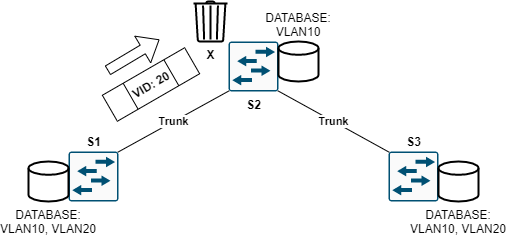 DATABASE:
VLAN10
X
VID: 20
S2
Trunk
Trunk
S1
S3
DATABASE:
VLAN10, VLAN20
DATABASE:
VLAN10, VLAN20